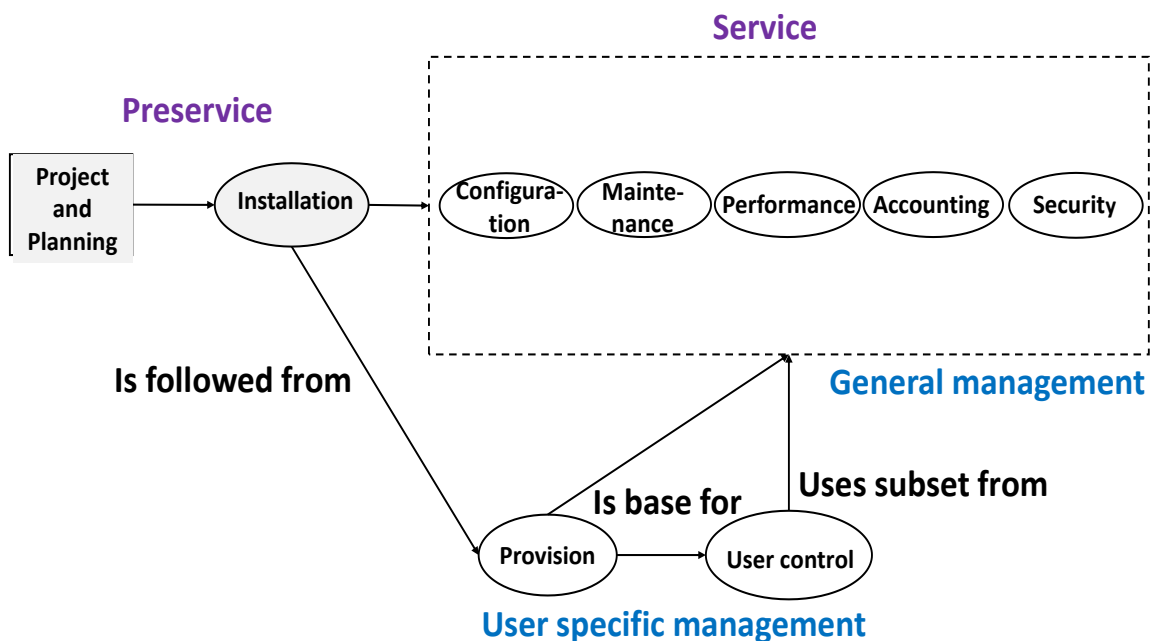 Service
Preservice
Project
and
Planning
Installation
Configura-
tion
Mainte-
nance
Performance
Accounting
Security
Is followed from
General management
Is base for
Uses subset from
Provision
User control
User specific management